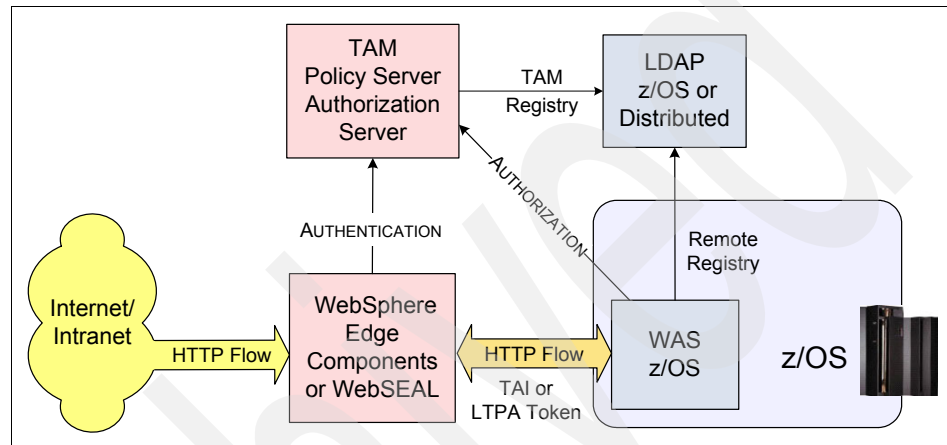 TAM
Policy Server
Authorization
Server
TAM
Registry
LDAP
z/OS or
Distributed
AUTHENTICATION
AUTHORIZATION
Remote
Registry
Internet/
Intranet
HTTP Flow
WebSphere
Edge
Components
or WebSEAL
HTTP Flow
TAI or
LTPA Token
WAS
z/OS
z/OS